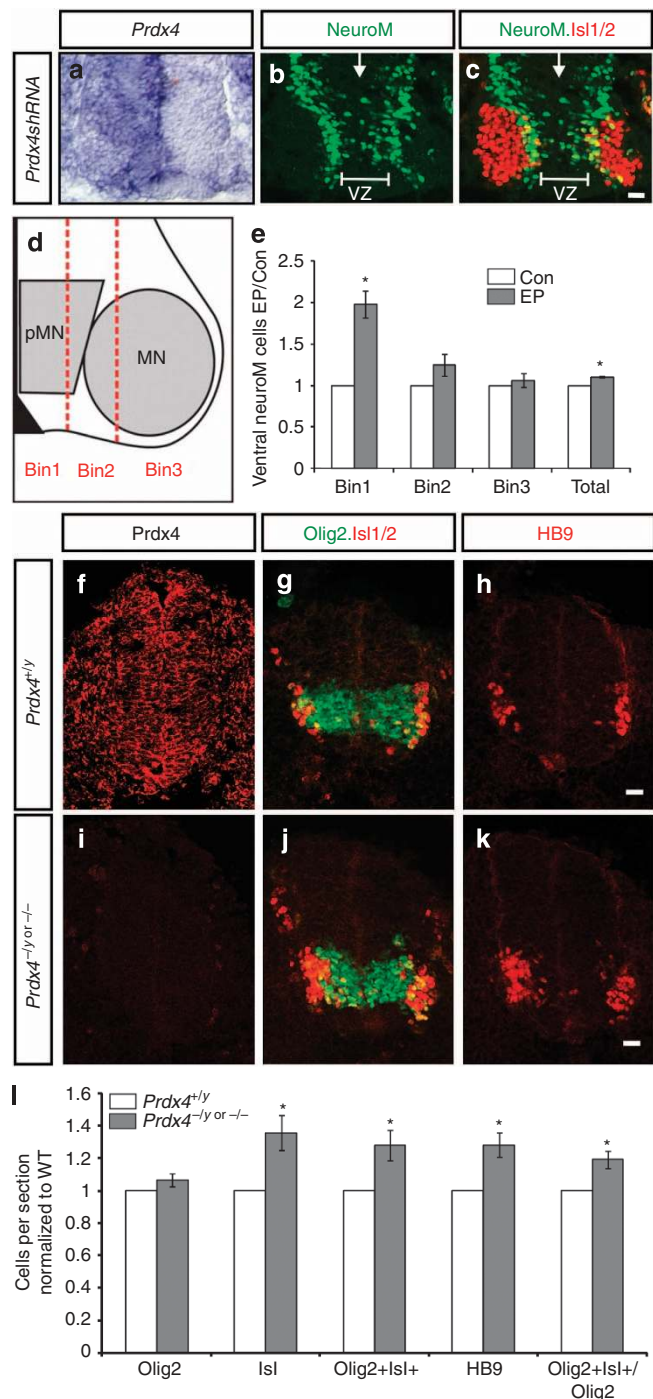 Prdx4
NeuroM
NeuroM.Isl1/2
Prdx4shRNA
a
b
c
VZ
VZ
d
pMN
MN
Bin1
Bin2
Bin3
e
Ventral neuroM cells EP/Con
2.5
2
1.5
1
0.5
0
Con
EP
*
*
Bin1
Bin2
Bin3
Total
Prdx4
Olig2.Isl1/2
HB9
Prdx4+/y
f
g
h
Prdx4–/y or –/–
i
j
k
l
Cells per section
normalized to WT
1.6
1.4
1.2
1
0.8
0.6
0.4
0.2
0
Prdx4+/y
Prdx4–/y or –/–
*
*
*
*
Olig2
Isl
Olig2+Isl+
HB9
Olig2+Isl+/
Olig2